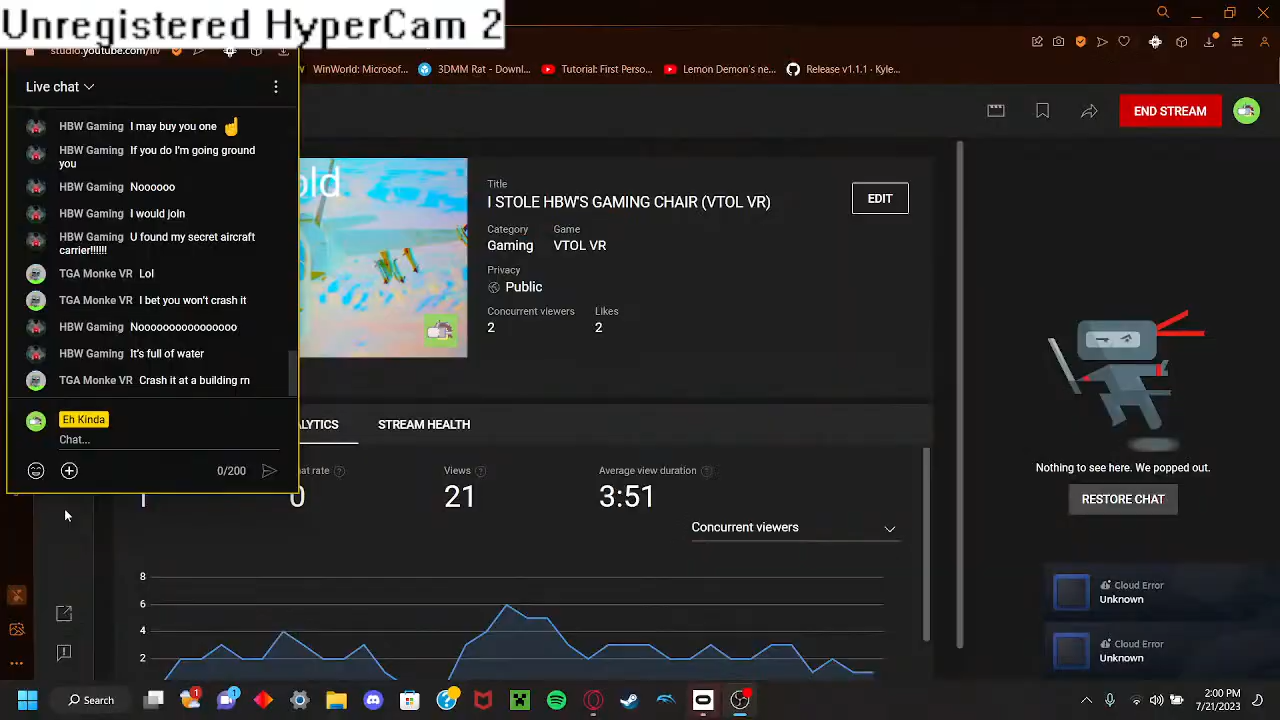 Unregistered HyperCam 2
studio.youtube.com/liv
WinWorld: Microsof...
3DMM Rat - Downl...
Tutorial: First Perso...
Lemon Demon's ne...
Release v1.1.1 · Kyle...
Live chat
HBW Gaming I may buy you one ☝
HBW Gaming If you do I'm going ground
you
HBW Gaming Nooooo
HBW Gaming I would join
HBW Gaming U found my secret aircraft
carrier!!!!!!
TGA Monke VR Lol
TGA Monke VR I bet you won't crash it
HBW Gaming Nooooooooooooooo
HBW Gaming It's full of water
TGA Monke VR Crash it at a building rn
Eh Kinda
Chat...
0/200
END STREAM
old
Title
I STOLE HBW'S GAMING CHAIR (VTOL VR)
EDIT
Category Game
Gaming VTOL VR
Privacy
Public
Concurrent viewers Likes
2 2
ALYTICS STREAM HEALTH
hat rate Views Average view duration
0 21 3:51
Concurrent viewers
8
6
4
2
Nothing to see here. We popped out.
RESTORE CHAT
Cloud Error
Unknown
Cloud Error
Unknown
Search
1
1
2:00 PM
7/21/2023